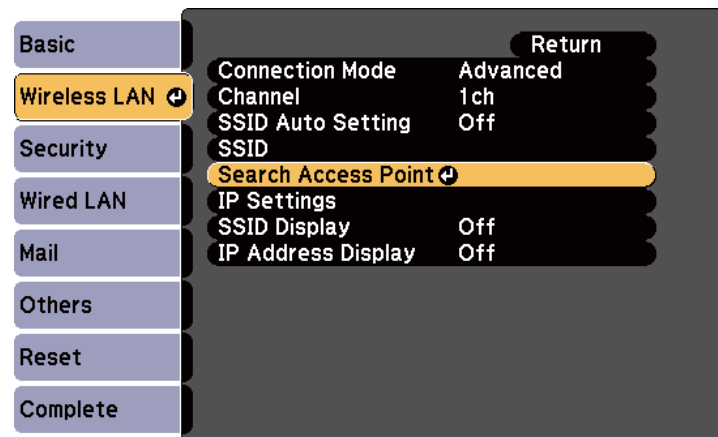 Basic
Wireless LAN
Security
Wired LAN
Mail
Others
Reset
Complete
Return
Connection Mode Advanced
Channel 1ch
SSID Auto Setting Off
SSID
Search Access Point
IP Settings
SSID Display Off
IP Address Display Off